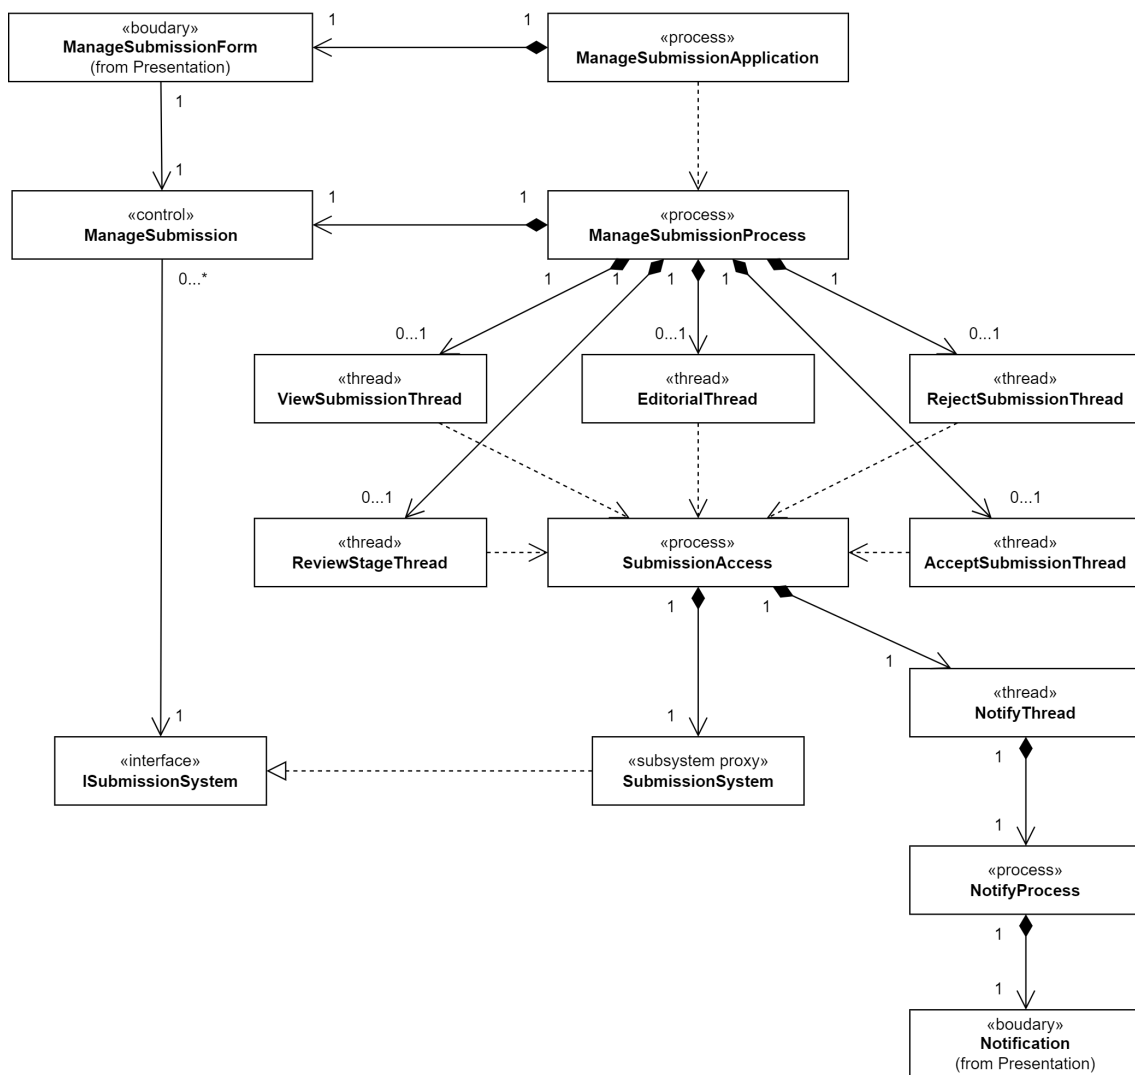 «boudary»
ManageSubmissionForm
(from Presentation)
1
1
«process»
ManageSubmissionApplication
1
1
«control»
ManageSubmission
1
1
«process»
ManageSubmissionProcess
0...*
1
1
1
1
1
0...1
0...1
0...1
«thread»
ViewSubmissionThread
«thread»
EditorialThread
«thread»
RejectSubmissionThread
0...1
0...1
«thread»
ReviewStageThread
«process»
SubmissionAccess
«thread»
AcceptSubmissionThread
1
1
1
«thread»
NotifyThread
1
1
«interface»
ISubmissionSystem
«subsystem proxy»
SubmissionSystem
1
1
«process»
NotifyProcess
1
1
«boudary»
Notification
(from Presentation)